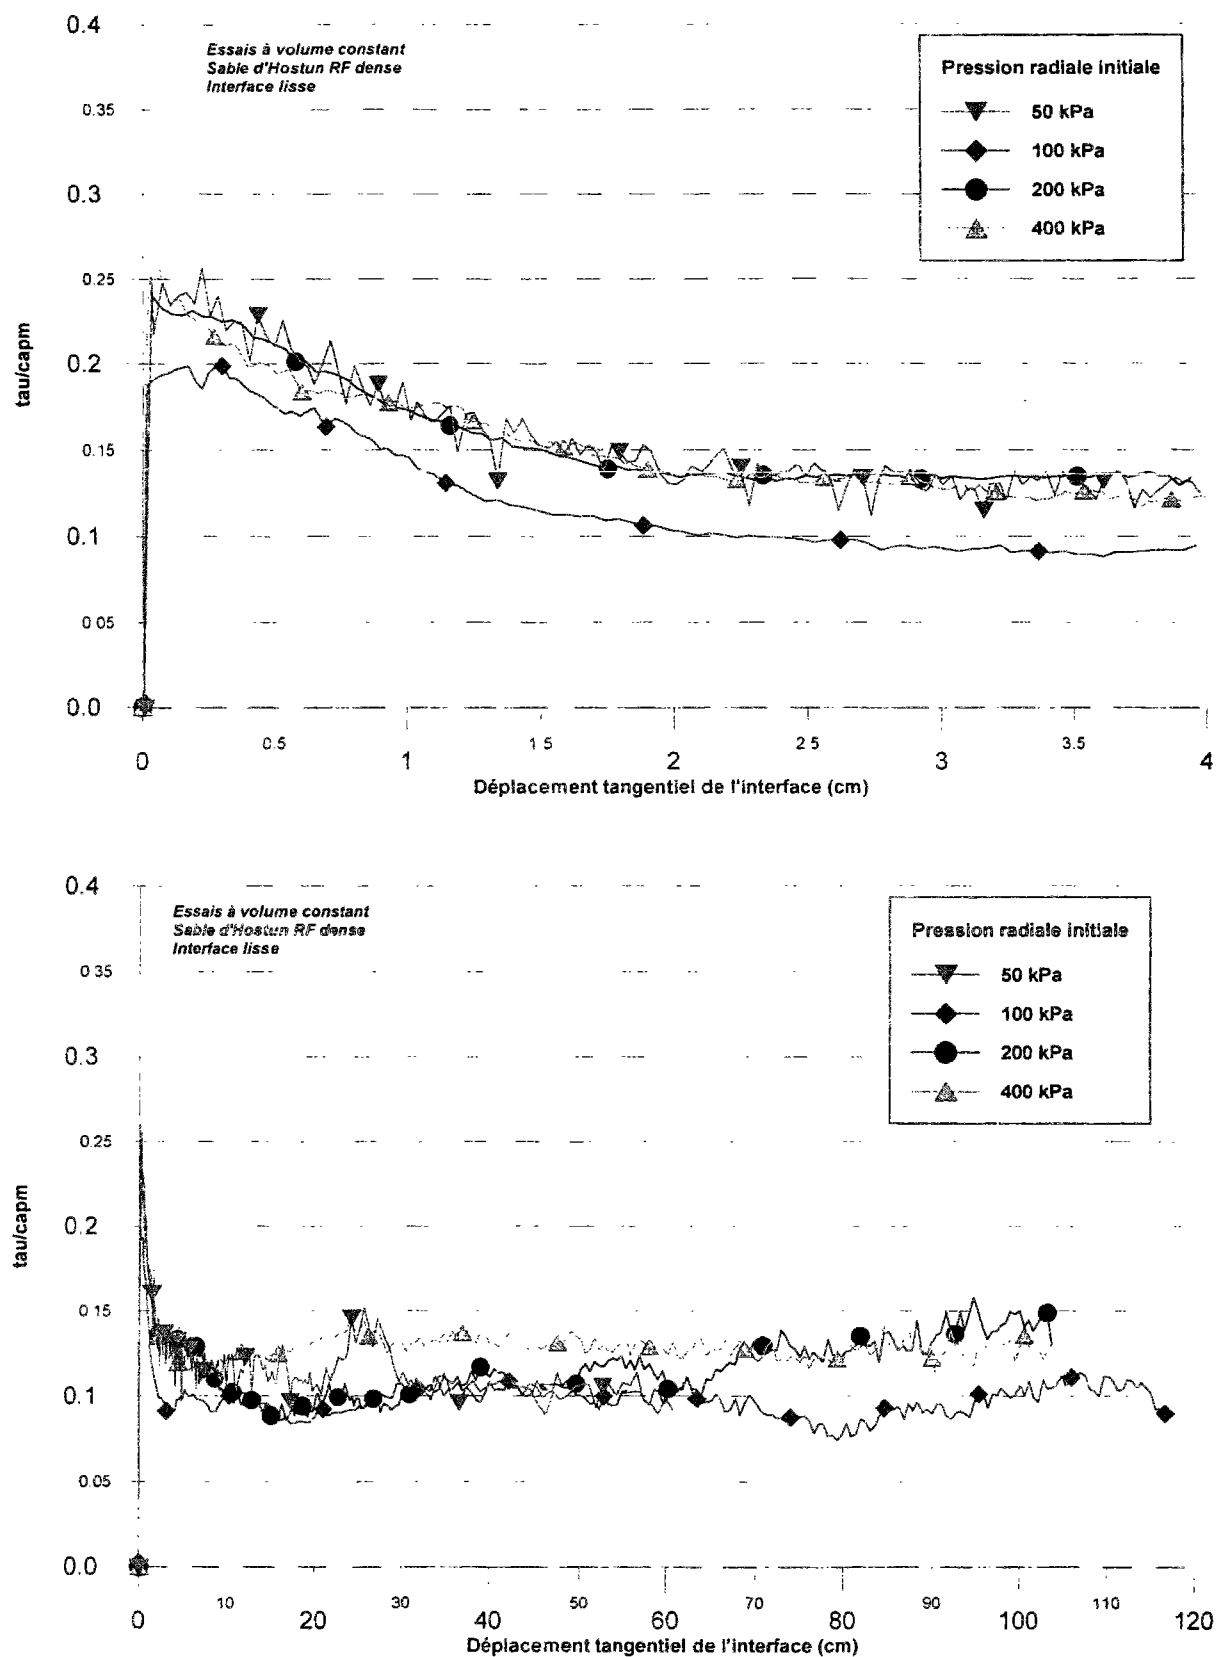 0.4
Essais à volume constant
Sable d'Hostun RF dense
Interface lisse
Pression radiale initiale
50 kPa
100 kPa
200 kPa
400 kPa
0.35
0.3
0.25
0.2
0.15
0.1
0.05
0.0
tau/capm
0.5 1.5 2.5 3.5
0 1 2 3 4
Déplacement tangentiel de l'interface (cm)
0.4
Essais à volume constant
Sable d'Hostun RF dense
Interface lisse
Pression radiale initiale
50 kPa
100 kPa
200 kPa
400 kPa
0.35
0.3
0.25
0.2
0.15
0.1
0.05
0.0
tau/capm
10 30 50 70 90 110
0 20 40 60 80 100 120
Déplacement tangentiel de l'interface (cm)